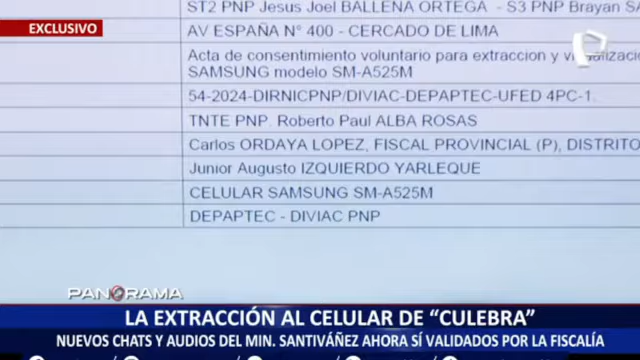 EXCLUSIVO
ST2 PNP Jesus Joel BALLENA ORTEGA - S3 PNP Brayan
AV ESPAÑA N° 400 - CERCADO DE LIMA
Acta de consentimiento voluntario para extraccion y
SAMSUNG modelo SM-A525M
54-2024-DIRNICPNP/DIVIAC-DEPAPTEC-UFED 4PC-1.
TNTE PNP. Roberto Paul ALBA ROSAS
Carlos ORDAYA LOPEZ, FISCAL PROVINCIAL (P), DISTRITO
Junior Augusto IZQUIERDO YARLEQUE
CELULAR SAMSUNG SM-A525M
DEPAPTEC - DIVIAC PNP
PANORAMA
LA EXTRACCIÓN AL CELULAR DE “CULEBRA”
NUEVOS CHATS Y AUDIOS DEL MIN. SANTIVÁÑEZ AHORA SÍ VALIDADOS POR LA FISCALÍA